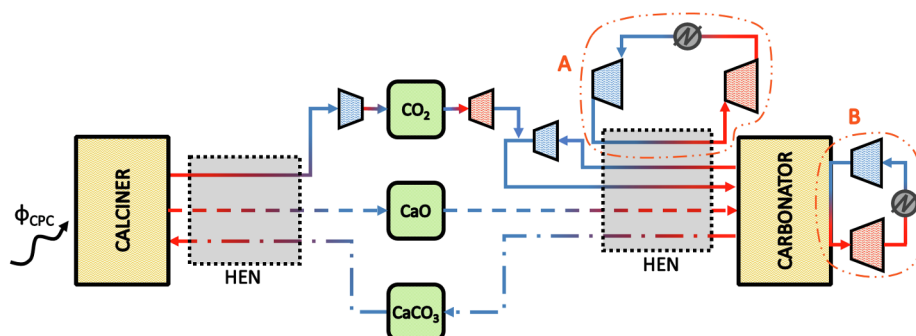 A
B
CO2
CaO
CaCO3
CALCINER
CARBONATOR
HEN
HEN
ΦCPC